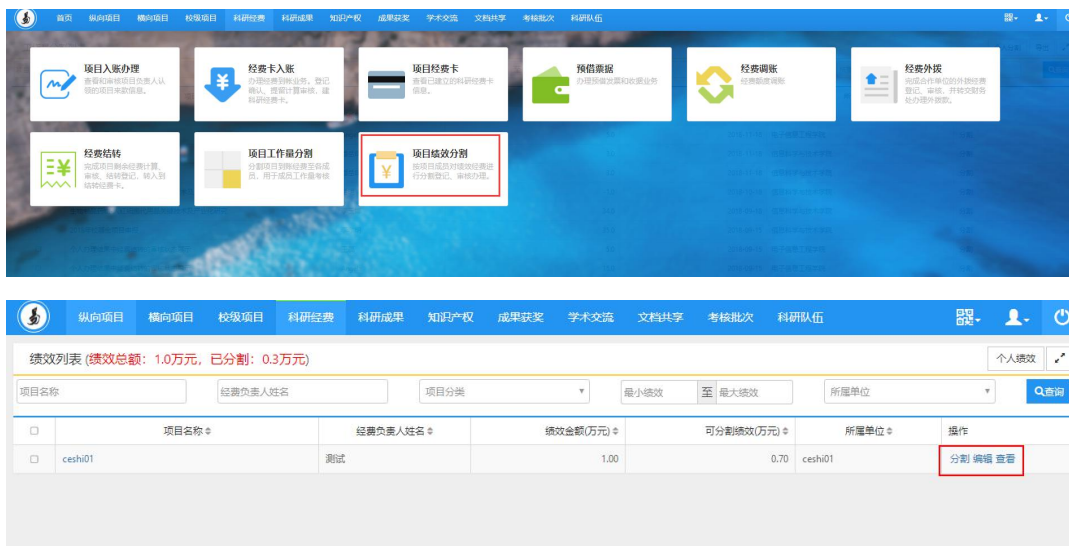 首页 纵向项目 横向项目 校级项目 科研经费 科研成果 知识产权 成果获奖 学术交流 文档共享 考核批次 科研队伍
项目入账办理
查看和审核项目负责人认
领的项目来款信息。
经费卡入账
办理经费到账业务，登记
确认、提留计算审核、建
科研经费卡。
项目经费卡
查看已建立的科研经费卡
信息。
预借票据
办理预借发票和收据业务
经费调账
经费额度调账
经费外拨
完成合作单位的外拨经费
登记、审核、并转交财务
处办理外拨款。
经费结转
完成项目剩余经费计算、
审核、结转登记、转入到
结转经费卡。
项目工作量分割
分割项目到账经费至各成
员，用于成员工作量考核
项目绩效分割
按项目成员对绩效经费进
行分割登记、审核办理。
纵向项目 横向项目 校级项目 科研经费 科研成果 知识产权 成果获奖 学术交流 文档共享 考核批次 科研队伍
绩效列表 (绩效总额：1.0万元，已分割：0.3万元) 个人绩效
项目名称 经费负责人姓名 项目分类 最小绩效 至 最大绩效 所属单位 查询
项目名称 经费负责人姓名 绩效金额(万元) 可分割绩效(万元) 所属单位 操作
ceshi01 测试 1.00 0.70 ceshi01 分割 编辑 查看